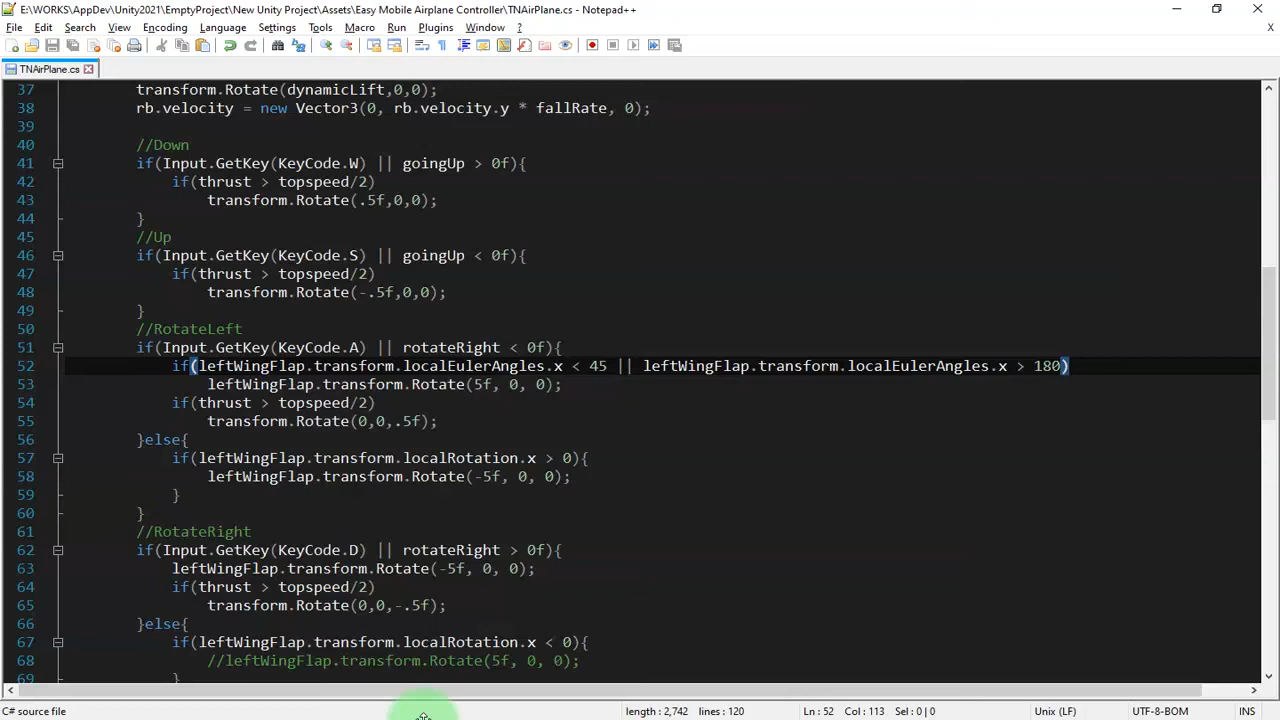 E:\WORKS\AppDev\Unity2021\EmptyProject\New Unity Project\Assets\Easy Mobile Airplane Controller\TNAirPlane.cs - Notepad++
File Edit Search View Encoding Language Settings Tools Macro Run Plugins Window ? X
TNAirPlane.cs
37 transform.Rotate(dynamicLift,0,0);
38 rb.velocity = new Vector3(0, rb.velocity.y * fallRate, 0);
39
40 //Down
41 if(Input.GetKey(KeyCode.W) || goingUp > 0f){
42 if(thrust > topspeed/2)
43 transform.Rotate(.5f,0,0);
44 }
45 //Up
46 if(Input.GetKey(KeyCode.S) || goingUp < 0f){
47 if(thrust > topspeed/2)
48 transform.Rotate(-.5f,0,0);
49 }
50 //RotateLeft
51 if(Input.GetKey(KeyCode.A) || rotateRight < 0f){
52 if(leftWingFlap.transform.localEulerAngles.x < 45 || leftWingFlap.transform.localEulerAngles.x > 180)
53 leftWingFlap.transform.Rotate(5f, 0, 0);
54 if(thrust > topspeed/2)
55 transform.Rotate(0,0,.5f);
56 }else{
57 if(leftWingFlap.transform.localRotation.x > 0){
58 leftWingFlap.transform.Rotate(-5f, 0, 0);
59 }
60 }
61 //RotateRight
62 if(Input.GetKey(KeyCode.D) || rotateRight > 0f){
63 leftWingFlap.transform.Rotate(-5f, 0, 0);
64 if(thrust > topspeed/2)
65 transform.Rotate(0,0,-.5f);
66 }else{
67 if(leftWingFlap.transform.localRotation.x < 0){
68 //leftWingFlap.transform.Rotate(5f, 0, 0);
69 }
C# source file length : 2,742 lines : 120 Ln : 52 Col : 113 Sel : 0 | 0 Unix (LF) UTF-8-BOM INS